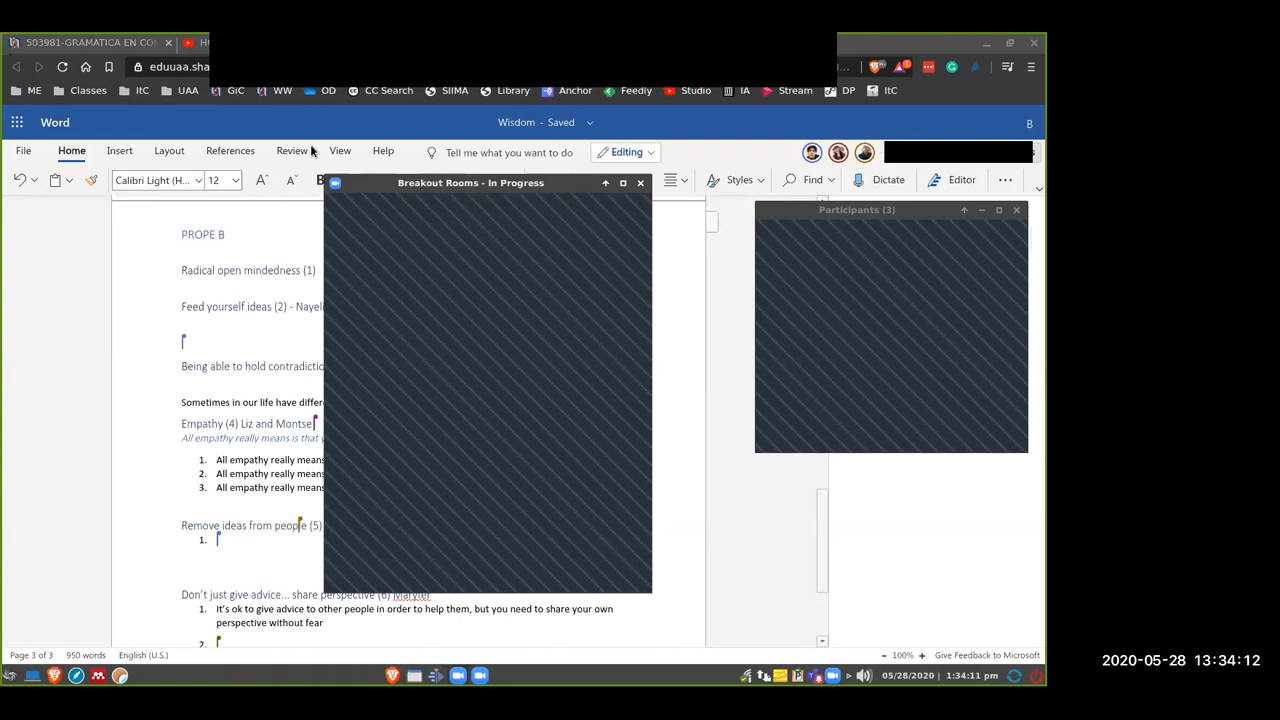 503981-GRAMATICA EN CO
H
eduuaa.sha
...
ME Classes ItC UAA GiC WW OD CC Search SIIMA Library Anchor Feedly Studio IA Stream DP ItC
Word
Wisdom - Saved
B
File Home Insert Layout References Review View Help Tell me what you want to do Editing
Calibri Light (H... 12 B Styles Find Dictate Editor ...
Breakout Rooms - In Progress
Participants (3)
PROPE B
Radical open mindedness (1)
Feed yourself ideas (2) - Nayeli
Being able to hold contradictio
Sometimes in our life have differ
Empathy (4) Liz and Montse
All empathy really means is that y
1. All empathy really means
2. All empathy really means
3. All empathy really means
Remove ideas from people (5)
1.
Don't just give advice... share perspective (6) Maryfer
1. It's ok to give advice to other people in order to help them, but you need to share your own
perspective without fear
2.
Page 3 of 3 950 words English (U.S.) - 100% + Give Feedback to Microsoft
05/28/2020 1:34:11 pm
2020-05-28 13:34:12